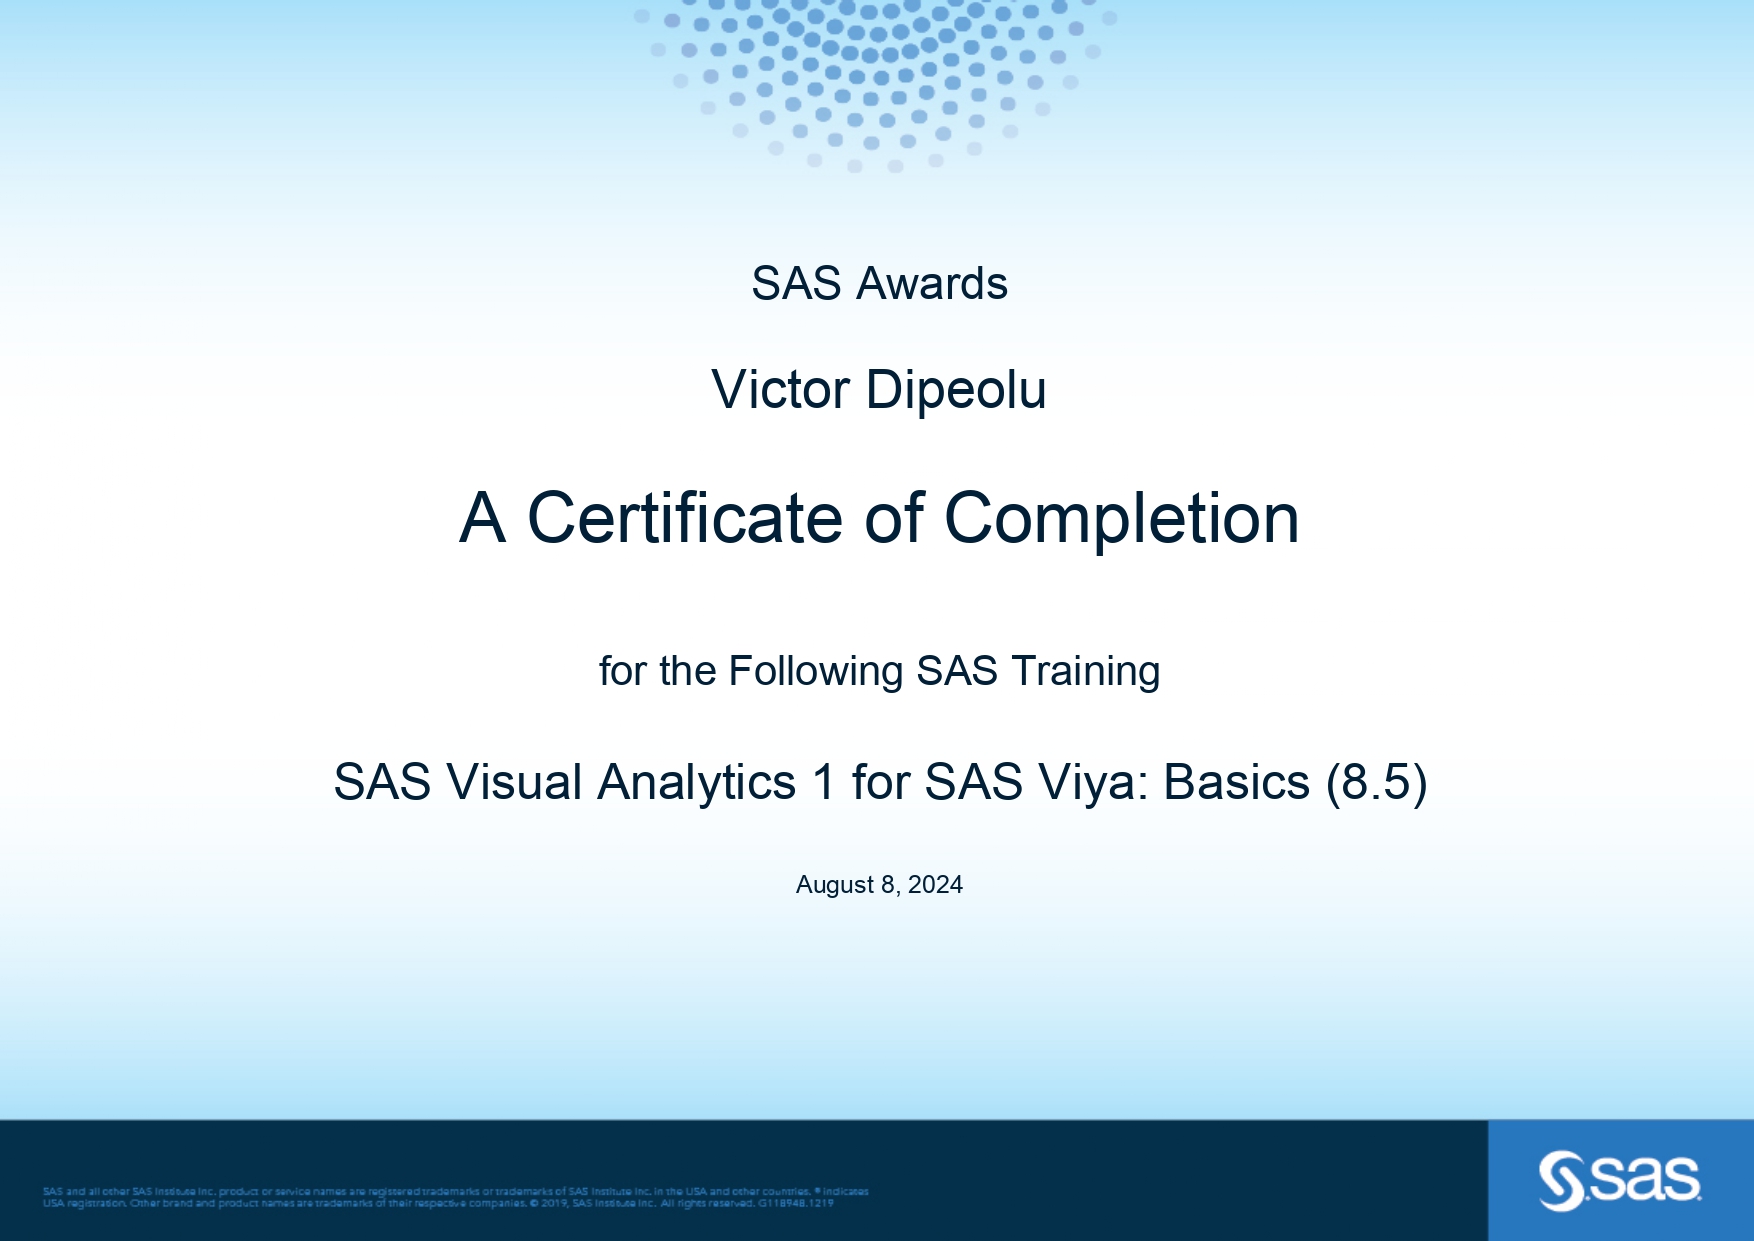 SAS Awards
Victor Dipeolu
A Certificate of Completion
for the Following SAS Training
SAS Visual Analytics 1 for SAS Viya: Basics (8.5)
August 8, 2024
SAS and all other SAS Institute Inc. product or service names are registered trademarks or trademarks of SAS Institute Inc. in the USA and other countries. ® indicates
USA registration. Other brand and product names are trademarks of their respective companies. © 2019, SAS Institute Inc. All rights reserved. G118948.1219
sas